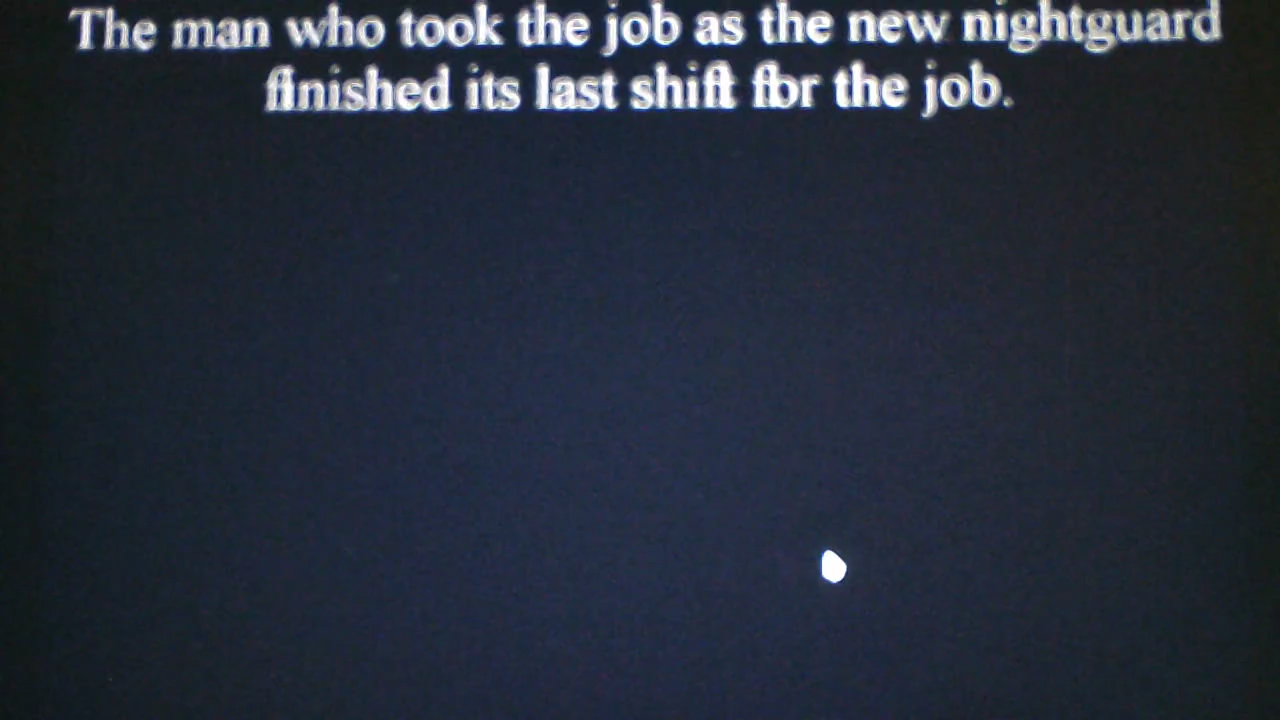 The man who took the job as the new nightguard
finished its last shift for the job.